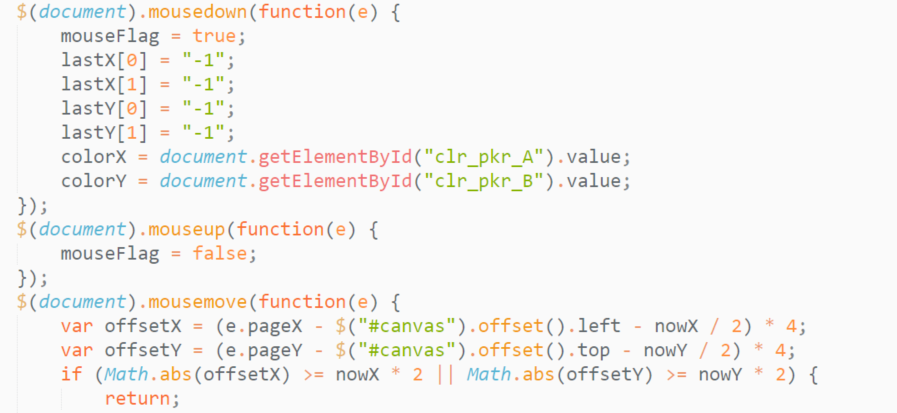 $(document).mousedown(function(e) {
    mouseFlag = true;
    lastX[0] = "-1";
    lastX[1] = "-1";
    lastY[0] = "-1";
    lastY[1] = "-1";
    colorX = document.getElementById("clr_pkr_A").value;
    colorY = document.getElementById("clr_pkr_B").value;
});
$(document).mouseup(function(e) {
    mouseFlag = false;
});
$(document).mousemove(function(e) {
    var offsetX = (e.pageX - $("#canvas").offset().left - nowX / 2) * 4;
    var offsetY = (e.pageY - $("#canvas").offset().top - nowY / 2) * 4;
    if (Math.abs(offsetX) >= nowX * 2 || Math.abs(offsetY) >= nowY * 2) {
        return;